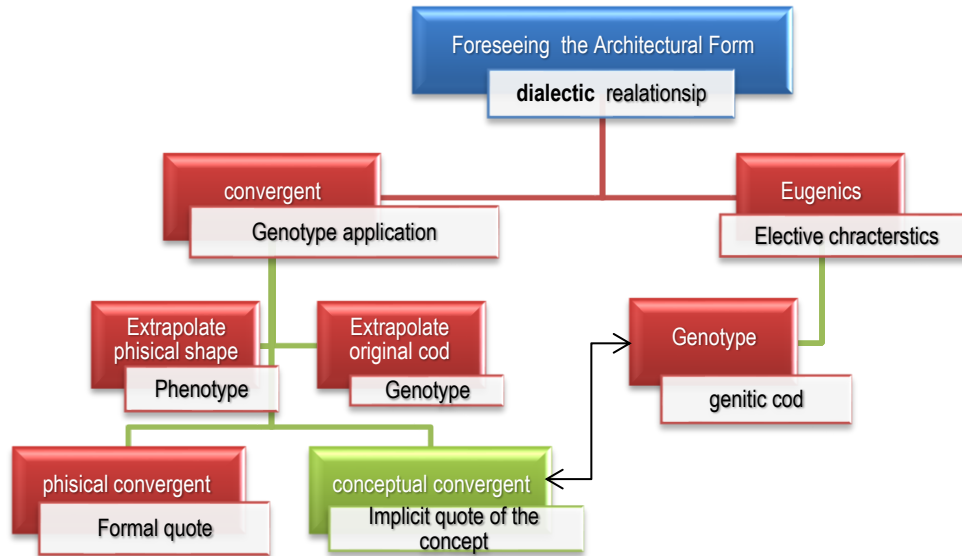 Foreseeing the Architectural Form
dialectic realationsip
convergent
Genotype application
Eugenics
Elective chracterstics
Extrapolate
phisical shape
Phenotype
Extrapolate
original cod
Genotype
Genotype
genitic cod
phisical convergent
Formal quote
conceptual convergent
Implicit quote of the
concept